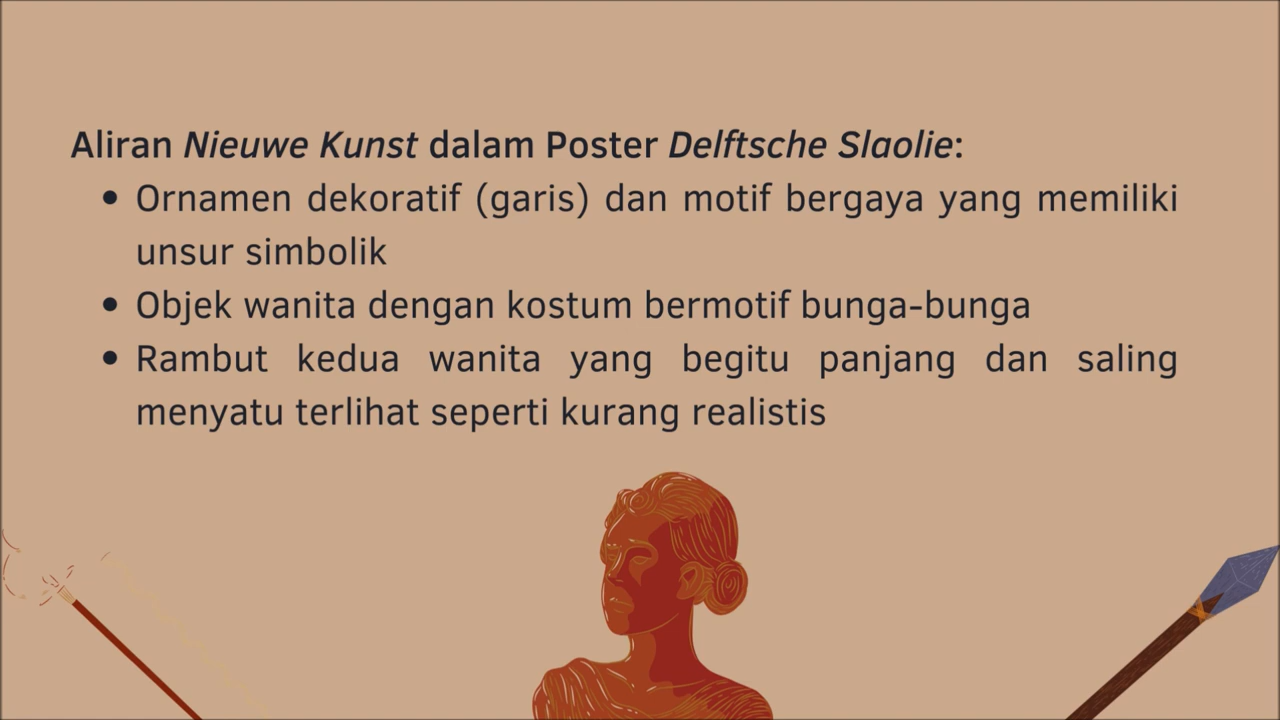 Aliran Nieuwe Kunst dalam Poster Delftsche Slaolie:
• Ornamen dekoratif (garis) dan motif bergaya yang memiliki
unsur simbolik
• Objek wanita dengan kostum bermotif bunga-bunga
• Rambut kedua wanita yang begitu panjang dan saling
menyatu terlihat seperti kurang realistis